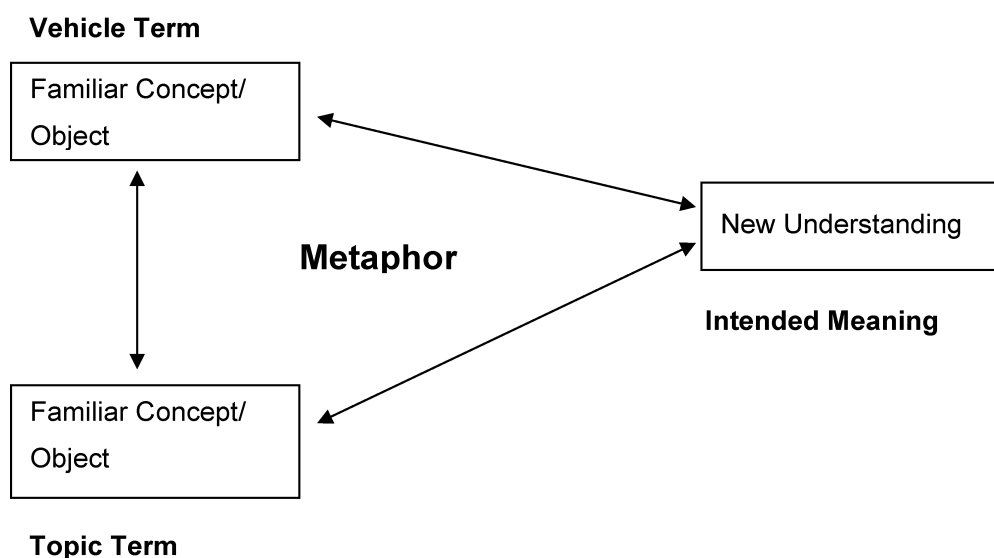 Vehicle Term
Familiar Concept/
Object
New Understanding
Metaphor
Intended Meaning
Familiar Concept/
Object
Topic Term